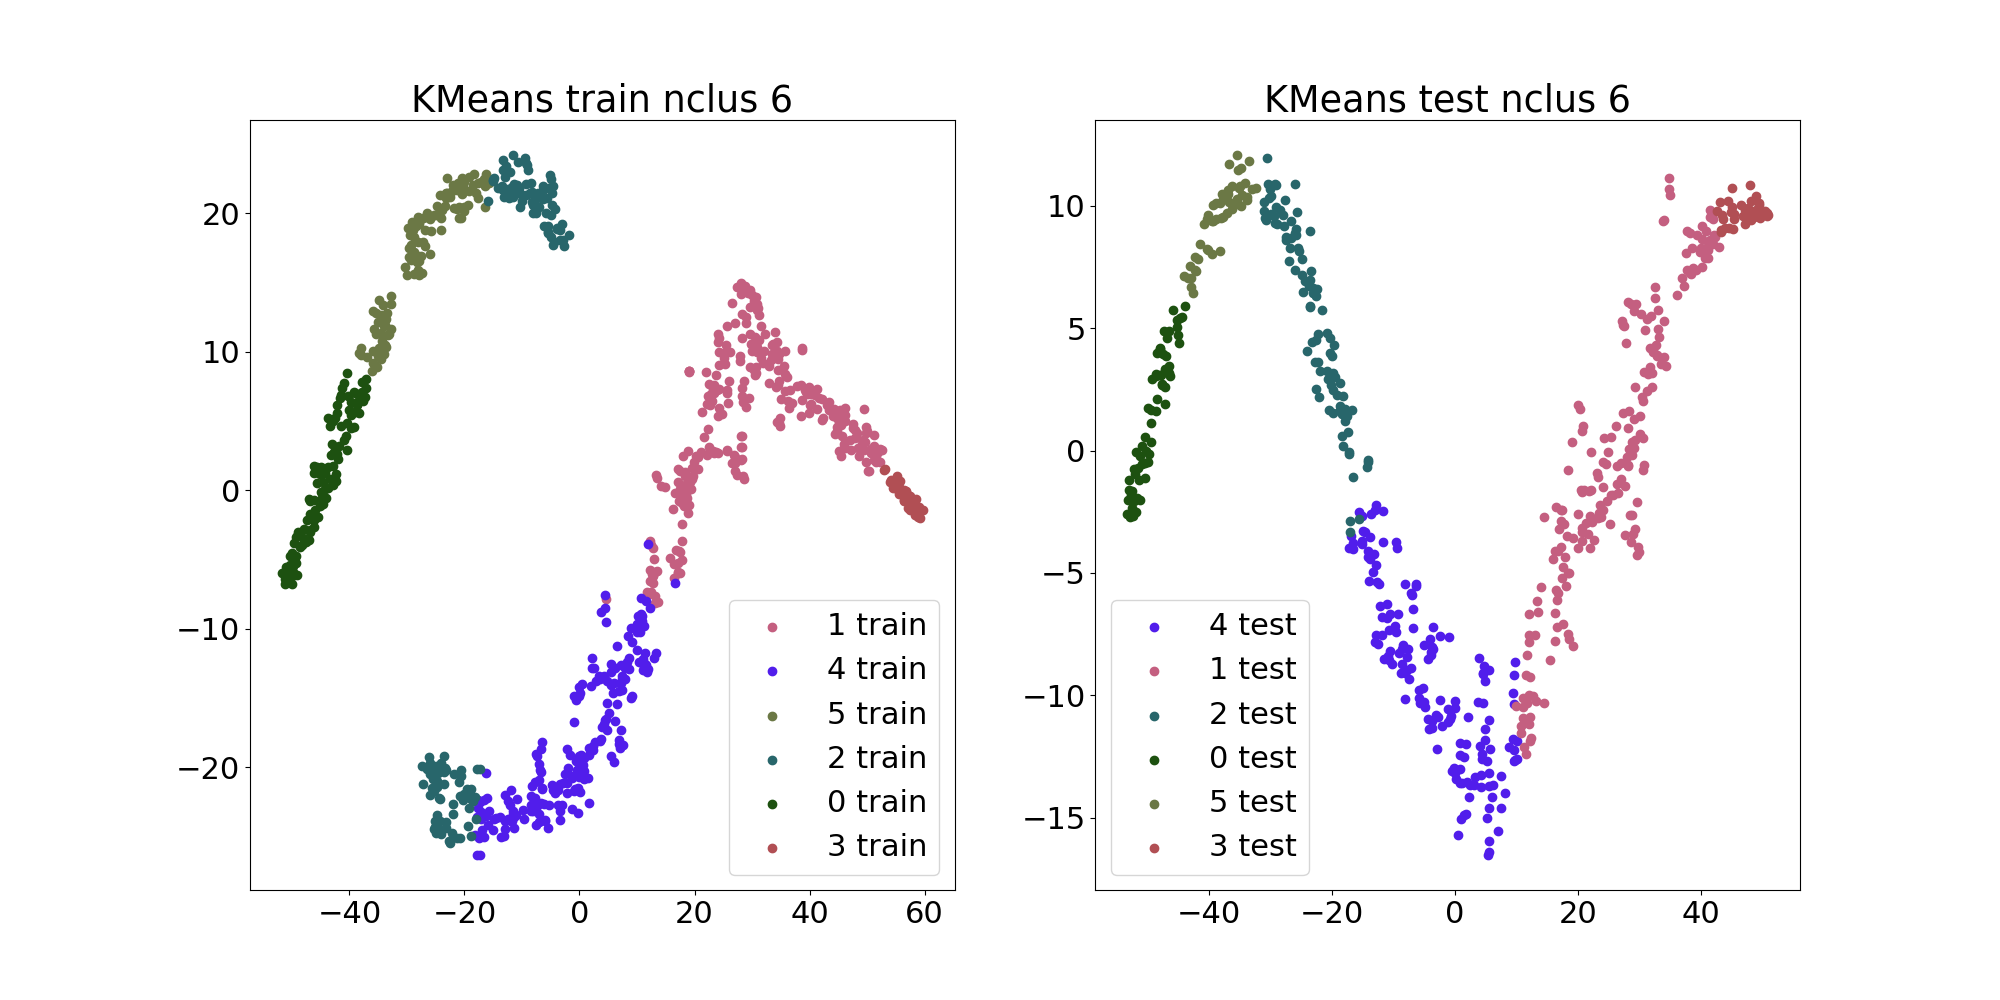 KMeans train nclus 6
20
10
0
−10
−20
−40
−20
0
20
40
60
1 train
4 train
5 train
2 train
0 train
3 train
KMeans test nclus 6
10
5
0
−5
−10
−15
−40
−20
0
20
40
4 test
1 test
2 test
0 test
5 test
3 test